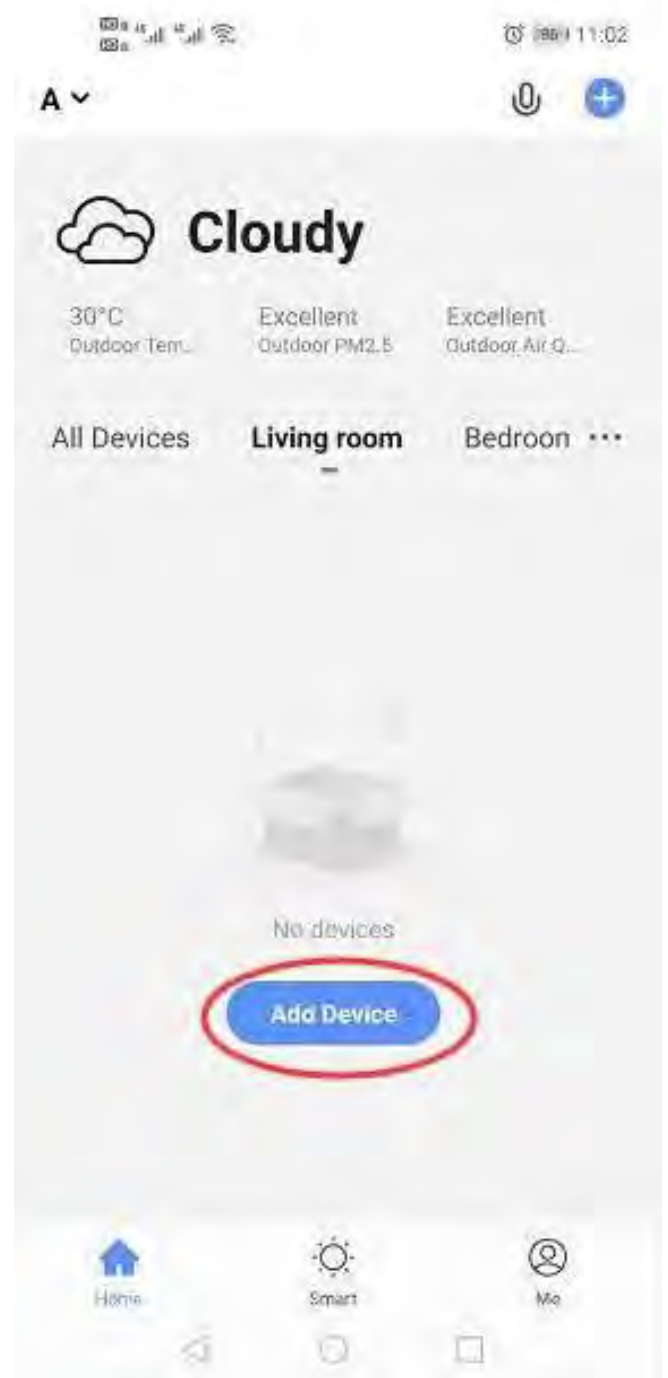 11:02
A
Cloudy
30°C Excellent Excellent
Outdoor Tem... Outdoor PM2.5 Outdoor Air Q...
All Devices Living room Bedroon ...
No devices
Add Device
Home Smart Me